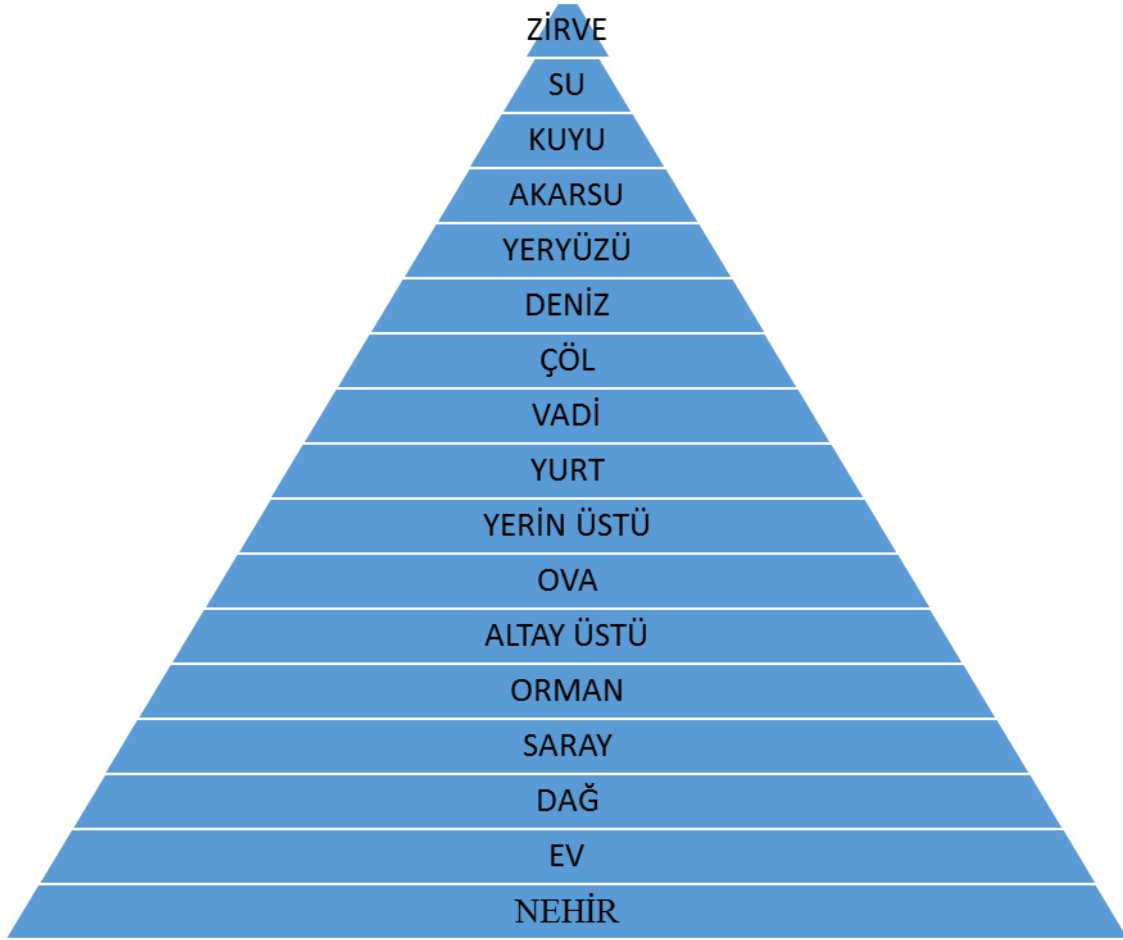 ZİRVE
SU
KUYU
AKARSU
YERYÜZÜ
DENİZ
ÇÖL
VADİ
YURT
YERİN ÜSTÜ
OVA
ALTAY ÜSTÜ
ORMAN
SARAY
DAĞ
EV
NEHİR